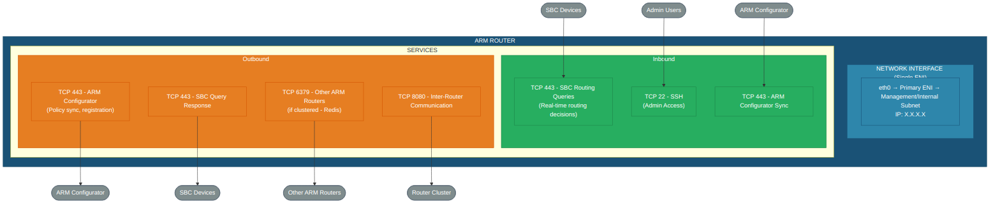 SBC Devices
Admin Users
ARM Configurator
ARM ROUTER
SERVICES
Outbound
Inbound
NETWORK INTERFACE
(Single ENI)
TCP 443 - ARM
Configurator
(Policy sync, registration)
TCP 443 - SBC Query
Response
TCP 6379 - Other ARM
Routers
(if clustered - Redis)
TCP 8080 - Inter-Router
Communication
TCP 443 - SBC Routing
Queries
(Real-time routing
decisions)
TCP 22 - SSH
(Admin Access)
TCP 443 - ARM
Configurator Sync
eth0 → Primary ENI →
Management/Internal
Subnet
IP: X.X.X.X
ARM Configurator
SBC Devices
Other ARM Routers
Router Cluster